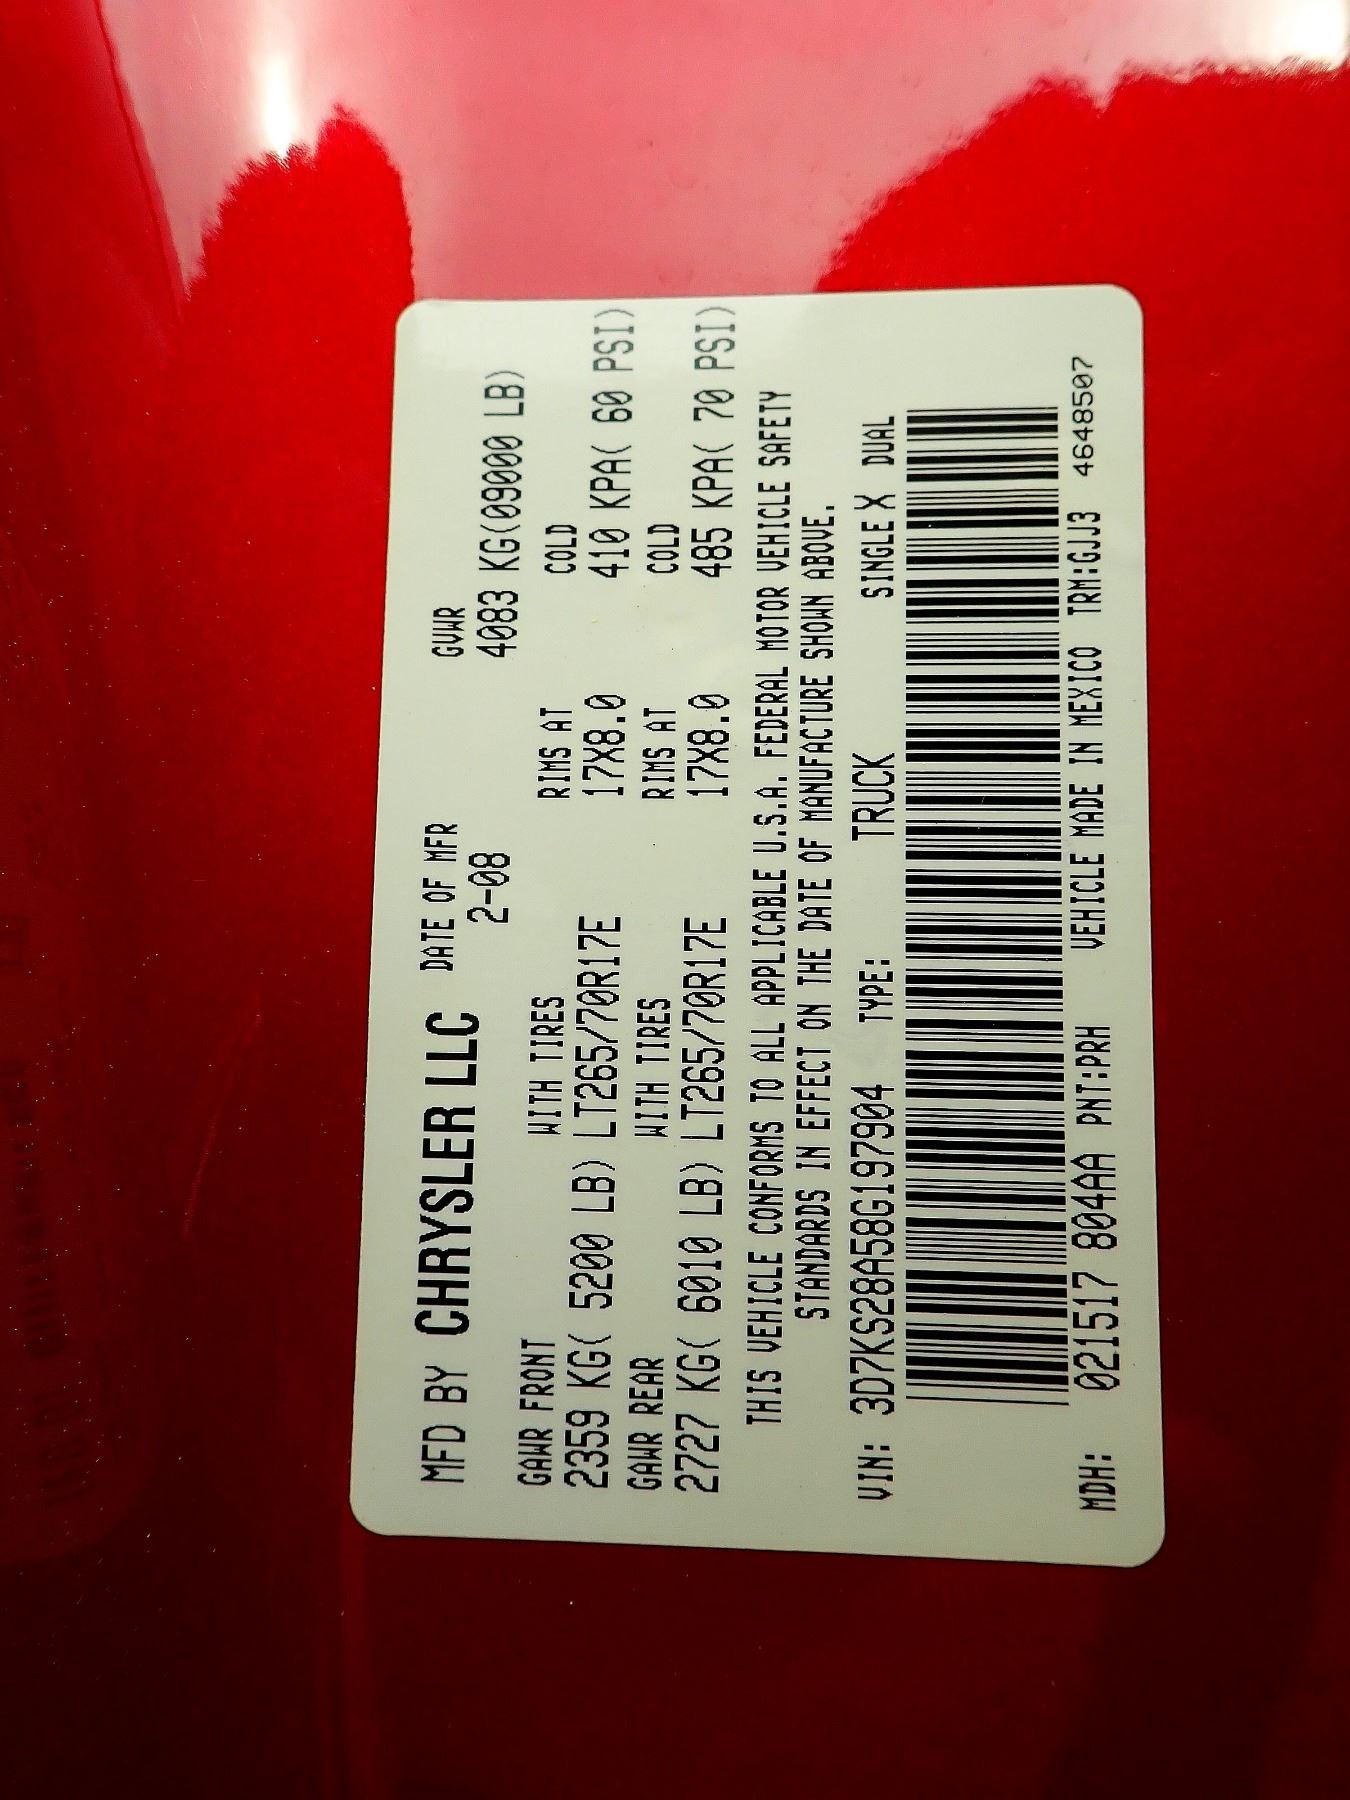 MFD BY CHRYSLER LLC DATE OF MFR GVWR
2-08 4083 KG(09000 LB)
GAWR FRONT WITH TIRES RIMS AT COLD
2359 KG( 5200 LB) LT265/70R17E 17X8.0 410 KPA( 60 PSI)
GAWR REAR WITH TIRES RIMS AT COLD
2727 KG( 6010 LB) LT265/70R17E 17X8.0 485 KPA( 70 PSI)
THIS VEHICLE CONFORMS TO ALL APPLICABLE U.S.A. FEDERAL MOTOR VEHICLE SAFETY
STANDARDS IN EFFECT ON THE DATE OF MANUFACTURE SHOWN ABOVE.
VIN: 3D7KS28A58G197904 TYPE: TRUCK SINGLE X DUAL
MDH: 021517 804AA PNT:PRH VEHICLE MADE IN MEXICO TRM:GJJ3 4648507